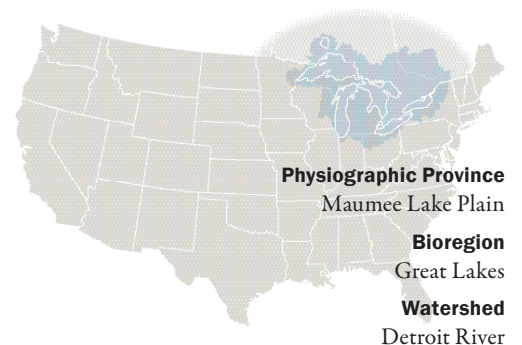 Physiographic Province
Maumee Lake Plain
Bioregion
Great Lakes
Watershed
Detroit River